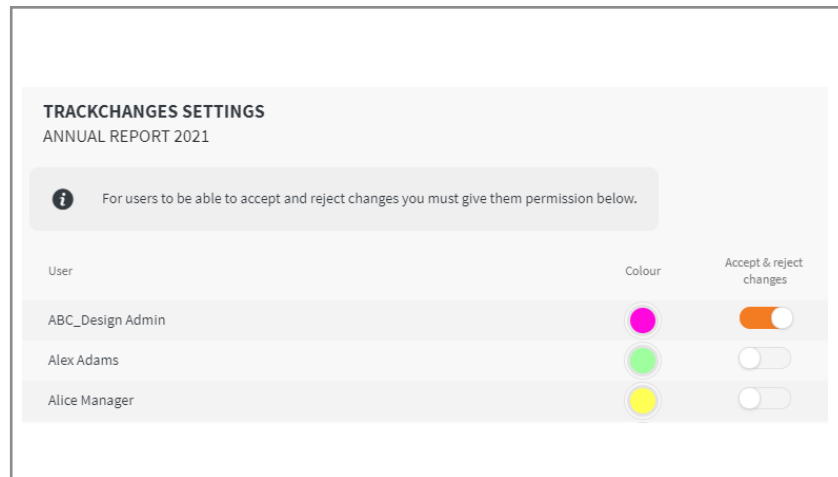 TRACKCHANGES SETTINGS
ANNUAL REPORT 2021
For users to be able to accept and reject changes you must give them permission below.
User
Colour
Accept & reject
changes
ABC_Design Admin
Alex Adams
Alice Manager